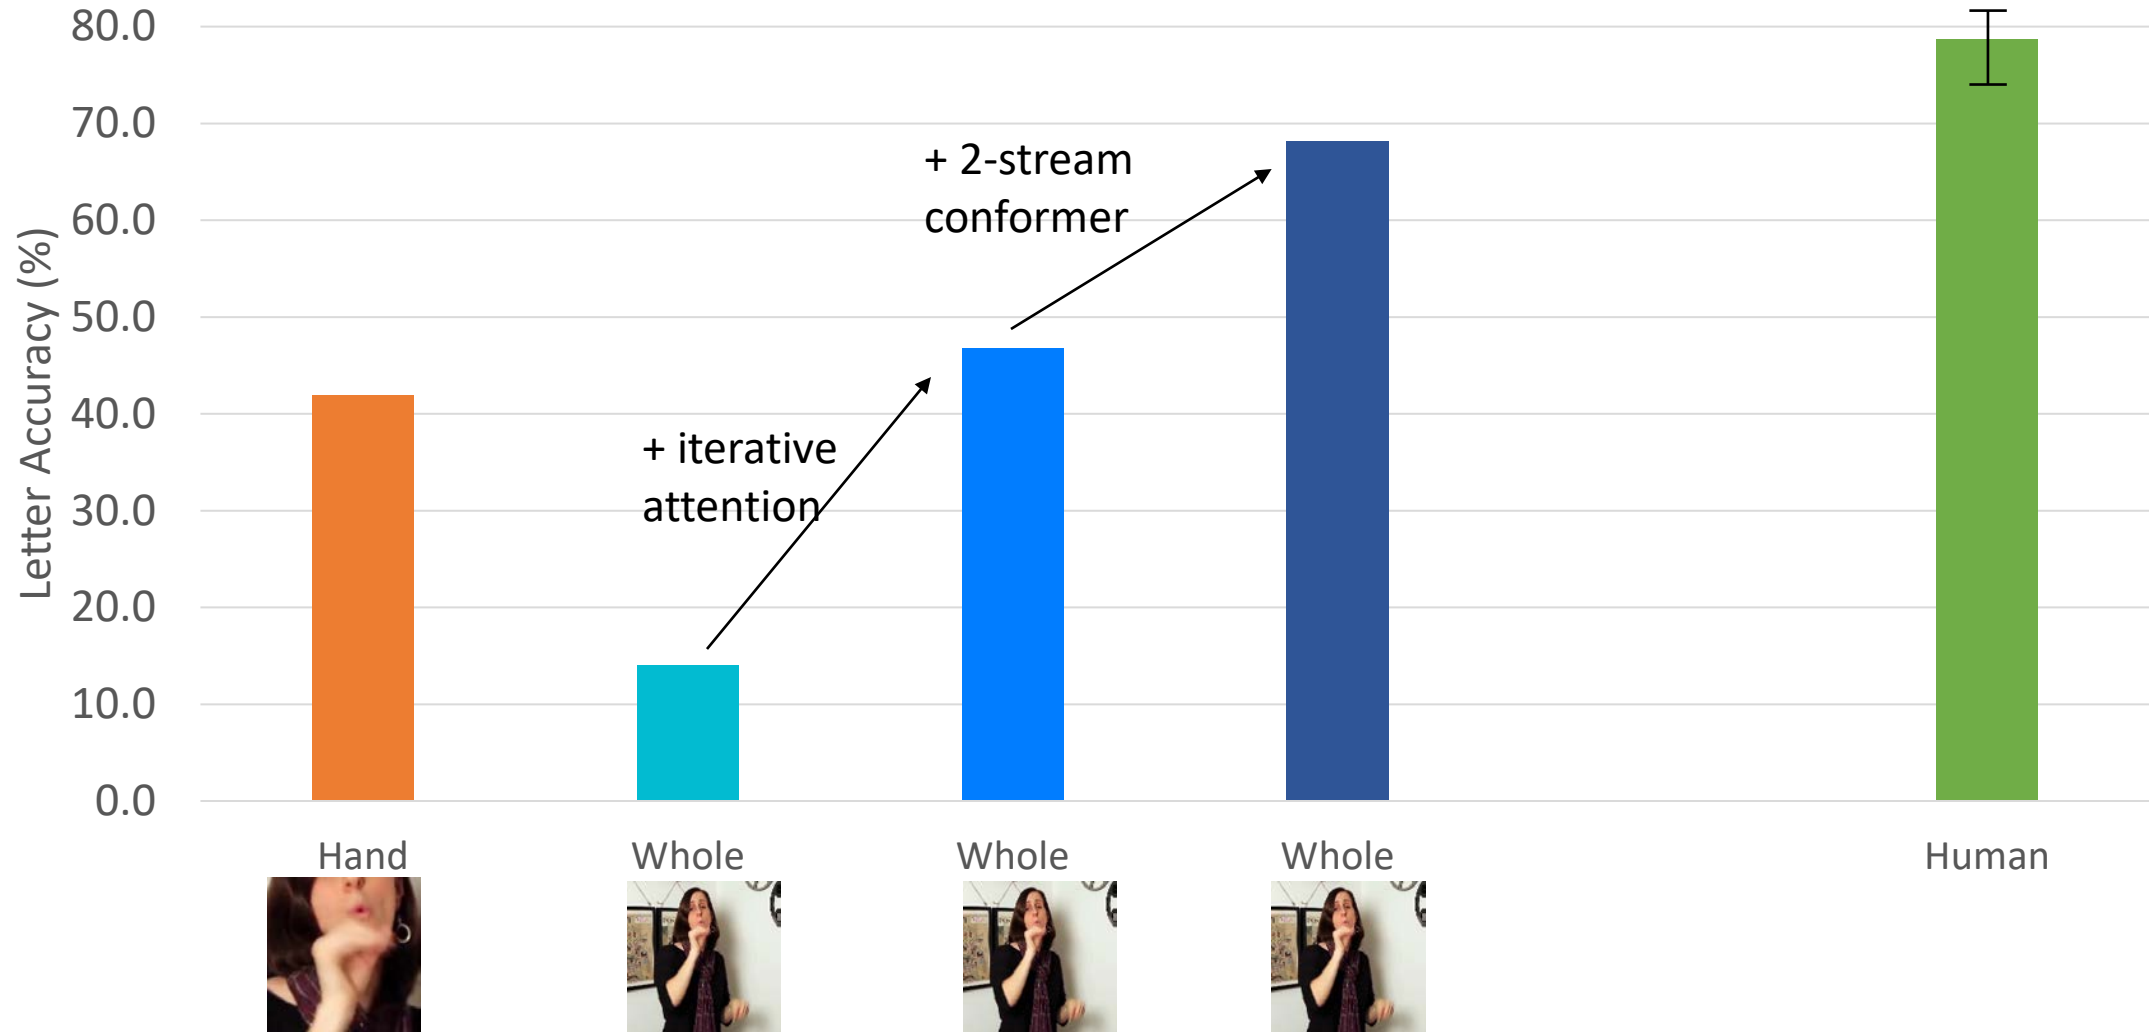 80.0
70.0
60.0
50.0
40.0
30.0
20.0
10.0
0.0
Letter Accuracy (%)
+ iterative
attention
+ 2-stream
conformer
Hand
Whole
Whole
Whole
Human